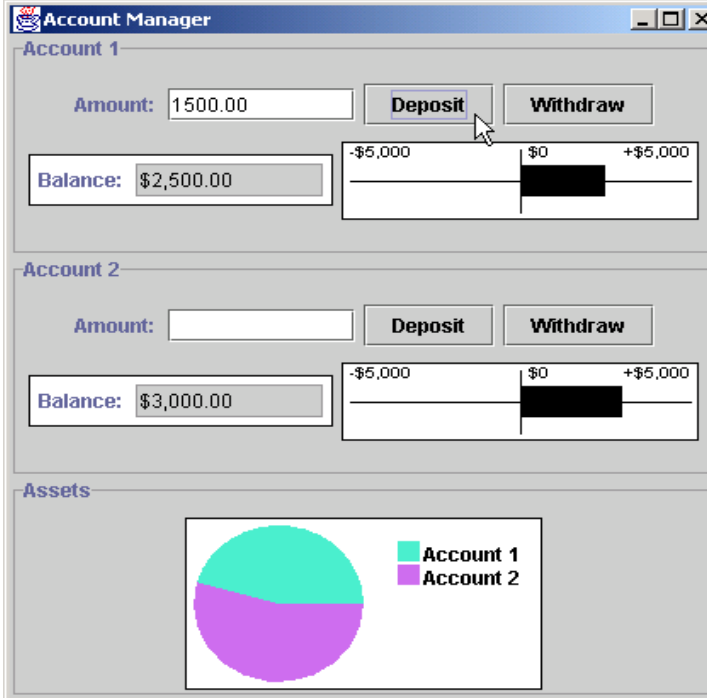 Account Manager
Account 1
Amount: 1500.00 Deposit Withdraw
-$5,000 $0 +$5,000
Balance: $2,500.00
Account 2
Amount: Deposit Withdraw
-$5,000 $0 +$5,000
Balance: $3,000.00
Assets
Account 1
Account 2